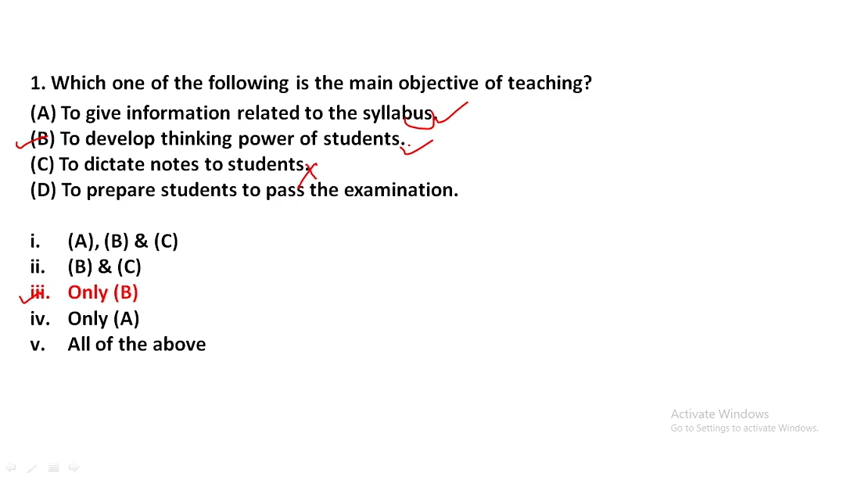 1. Which one of the following is the main objective of teaching?
(A) To give information related to the syllabus.
(B) To develop thinking power of students.
(C) To dictate notes to students.
(D) To prepare students to pass the examination.
i. (A), (B) & (C)
ii. (B) & (C)
iii. Only (B)
iv. Only (A)
v. All of the above
Activate Windows
Go to Settings to activate Windows.